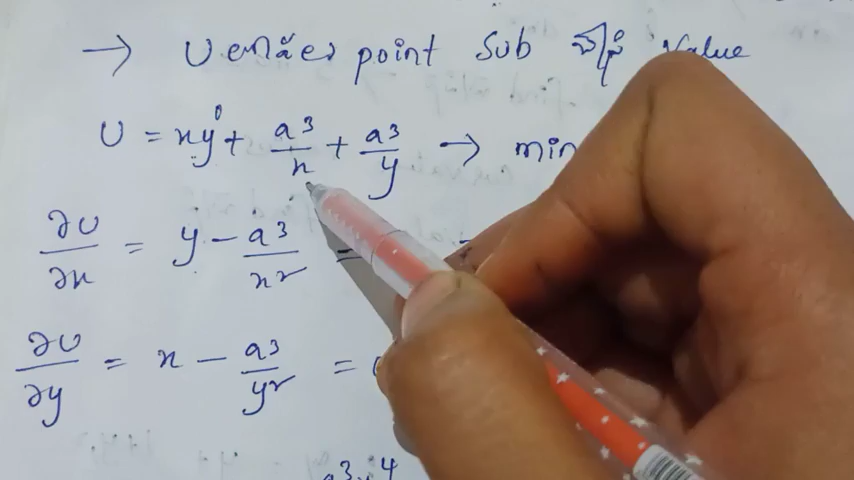 → U point Sub Value
U = xy + a³/x + a³/y → min
∂U/∂x = y − a³/x² =
∂U/∂y = x − a³/y² =